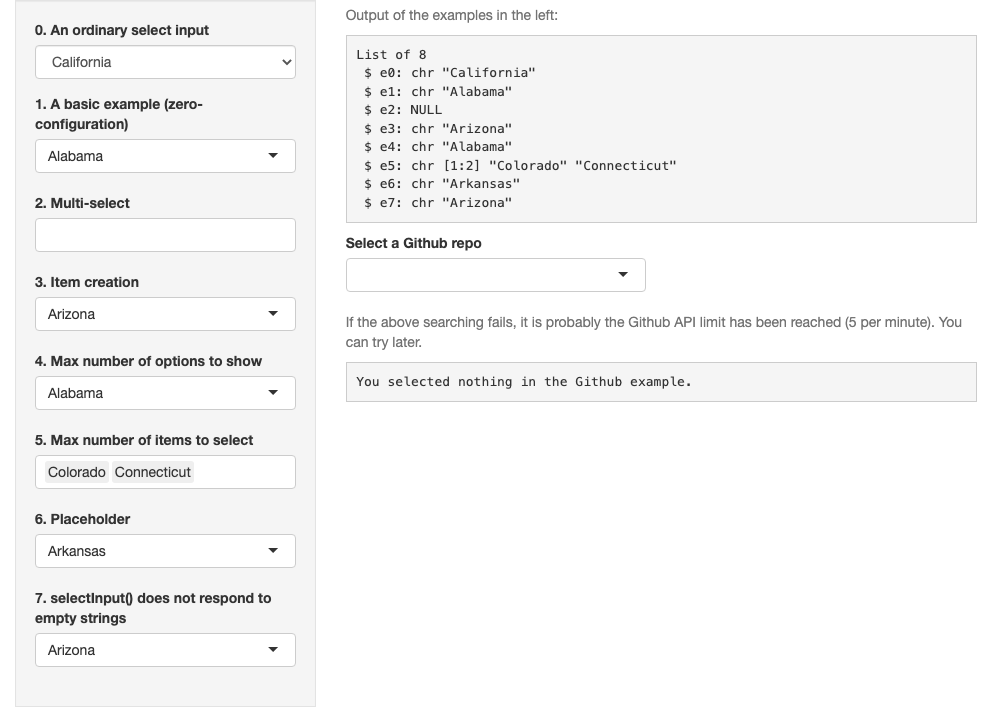 0. An ordinary select input
California
1. A basic example (zero-
configuration)
Alabama
2. Multi-select
3. Item creation
Arizona
4. Max number of options to show
Alabama
5. Max number of items to select
Colorado Connecticut
6. Placeholder
Arkansas
7. selectInput() does not respond to
empty strings
Arizona
Output of the examples in the left:
List of 8
 $ e0: chr "California"
 $ e1: chr "Alabama"
 $ e2: NULL
 $ e3: chr "Arizona"
 $ e4: chr "Alabama"
 $ e5: chr [1:2] "Colorado" "Connecticut"
 $ e6: chr "Arkansas"
 $ e7: chr "Arizona"
Select a Github repo
If the above searching fails, it is probably the Github API limit has been reached (5 per minute). You
can try later.
You selected nothing in the Github example.